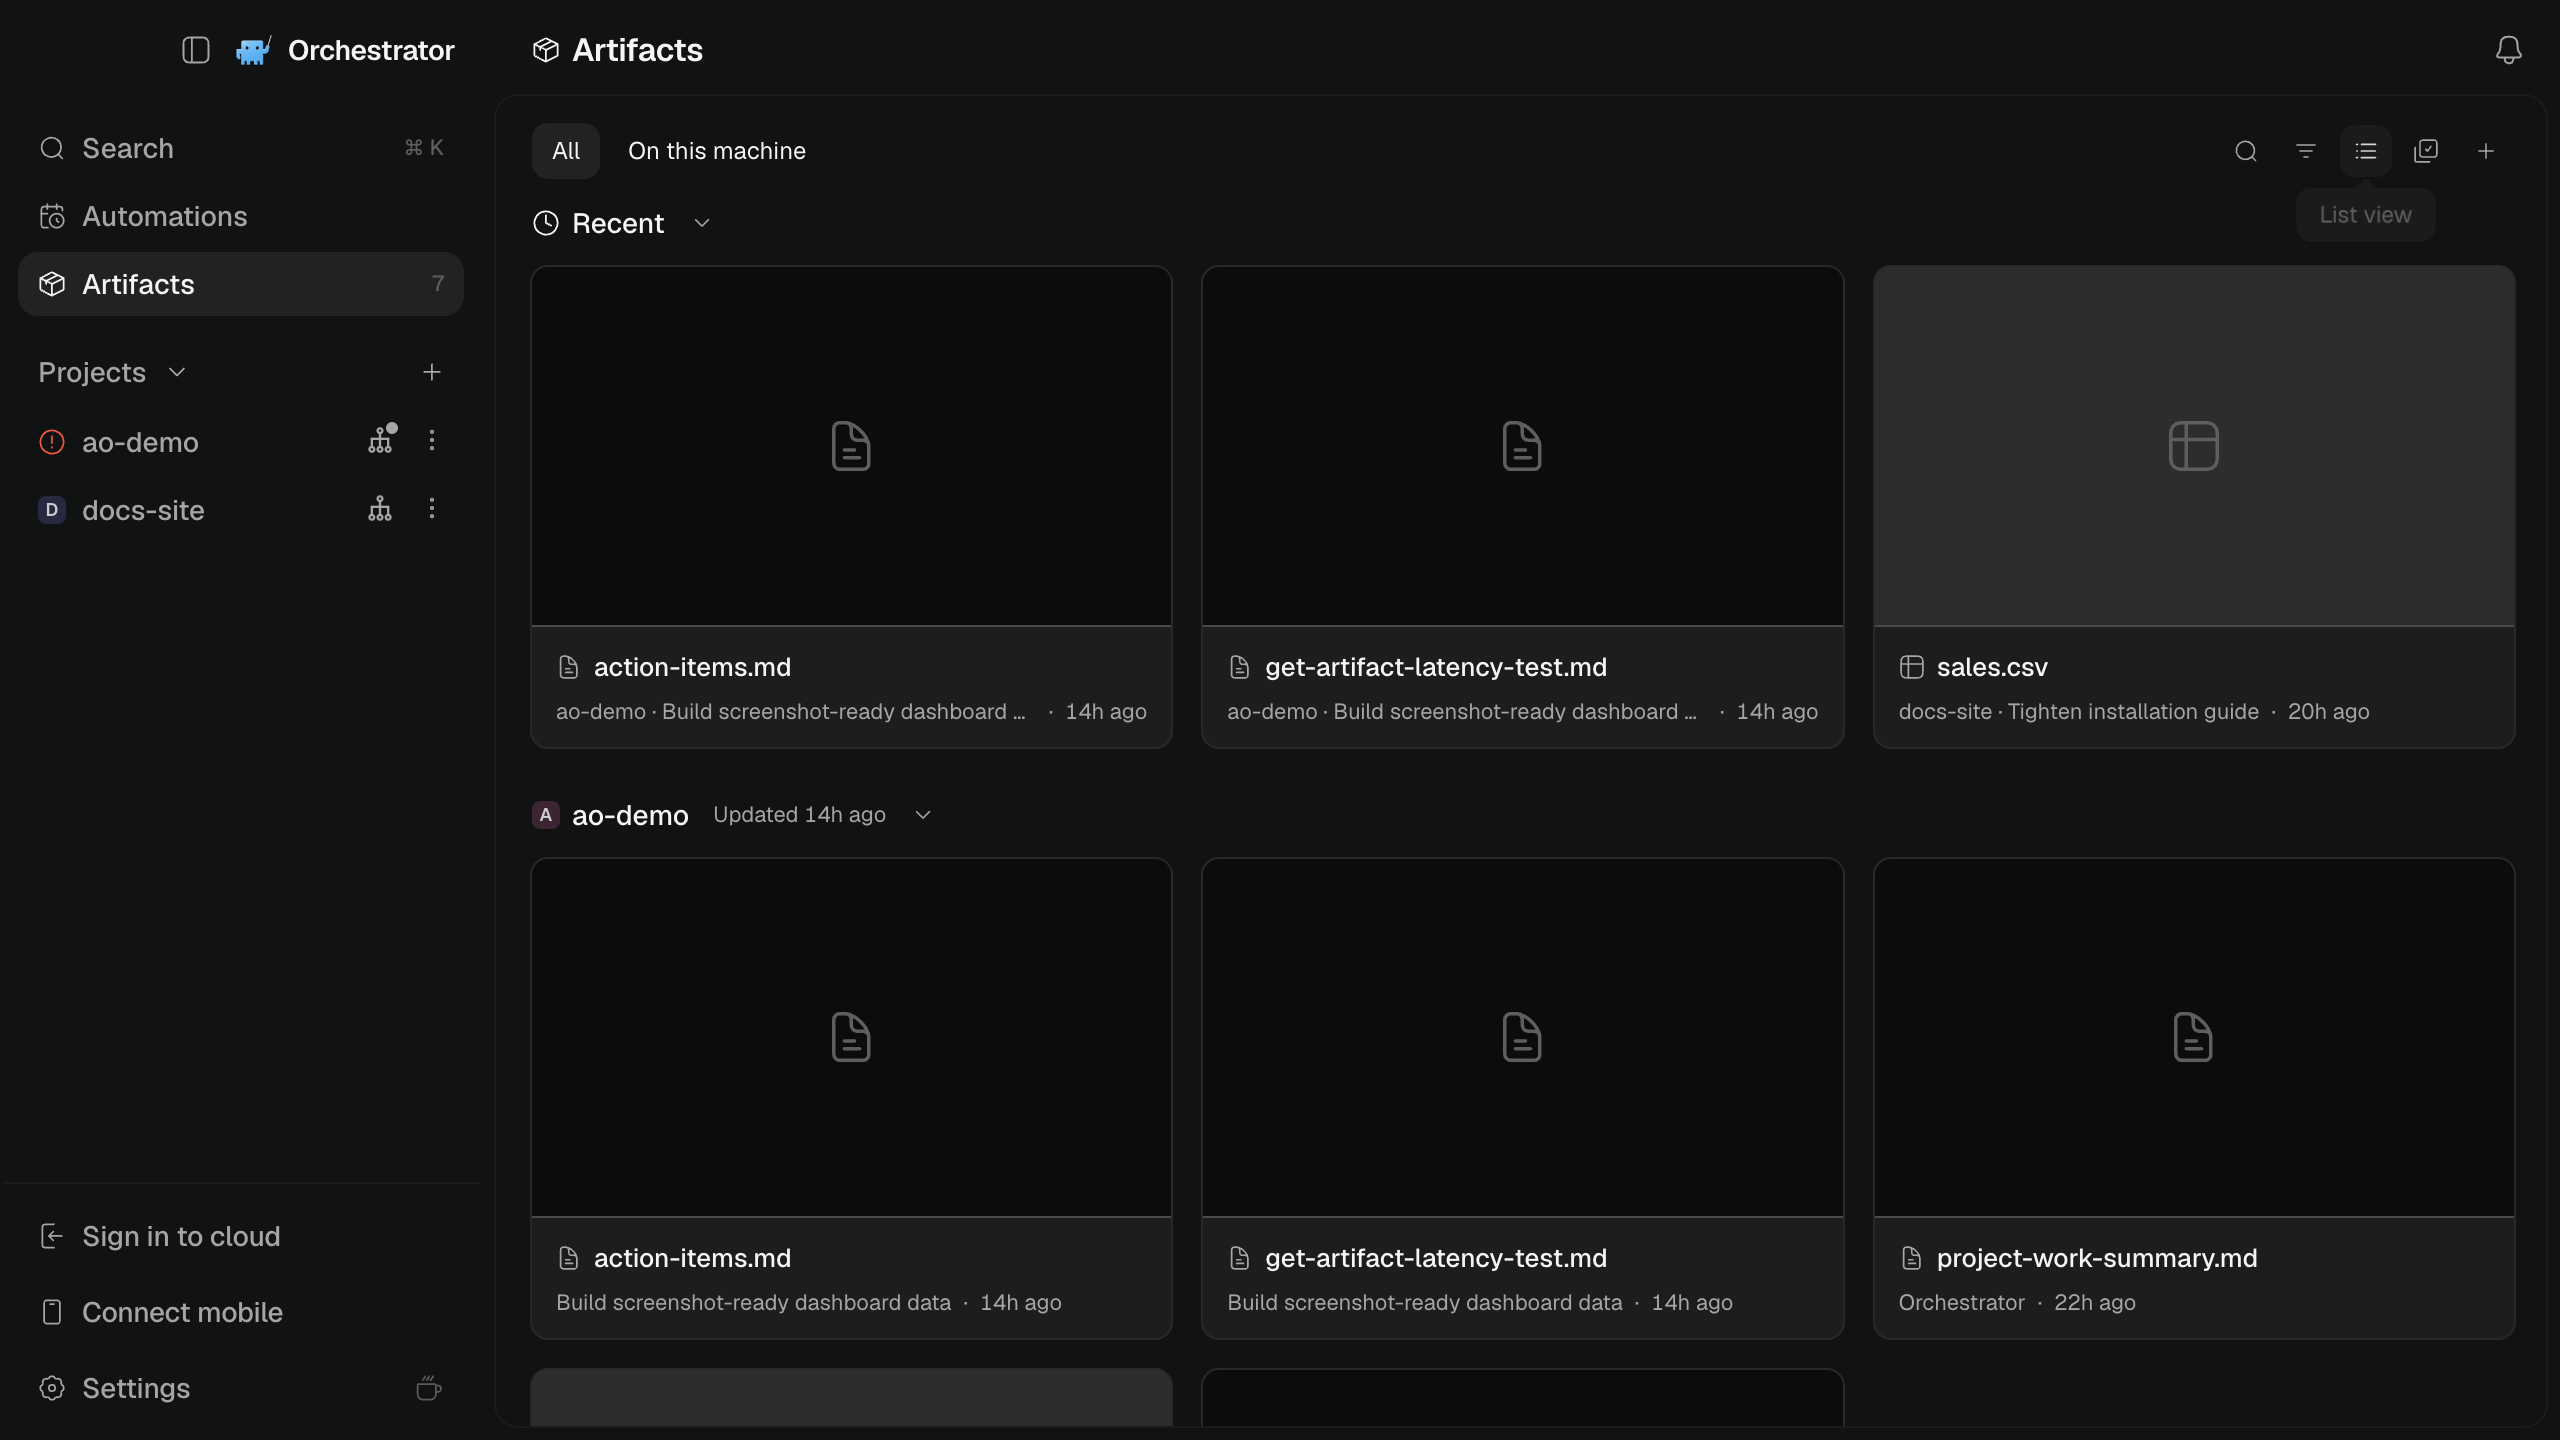 Orchestrator
Artifacts
Search
⌘ K
Automations
Artifacts
7
Projects
ao-demo
D
docs-site
Sign in to cloud
Connect mobile
Settings
All
On this machine
List view
Recent
action-items.md
ao-demo · Build screenshot-ready dashboard ... · 14h ago
get-artifact-latency-test.md
ao-demo · Build screenshot-ready dashboard ... · 14h ago
sales.csv
docs-site · Tighten installation guide · 20h ago
A
ao-demo
Updated 14h ago
action-items.md
Build screenshot-ready dashboard data · 14h ago
get-artifact-latency-test.md
Build screenshot-ready dashboard data · 14h ago
project-work-summary.md
Orchestrator · 22h ago